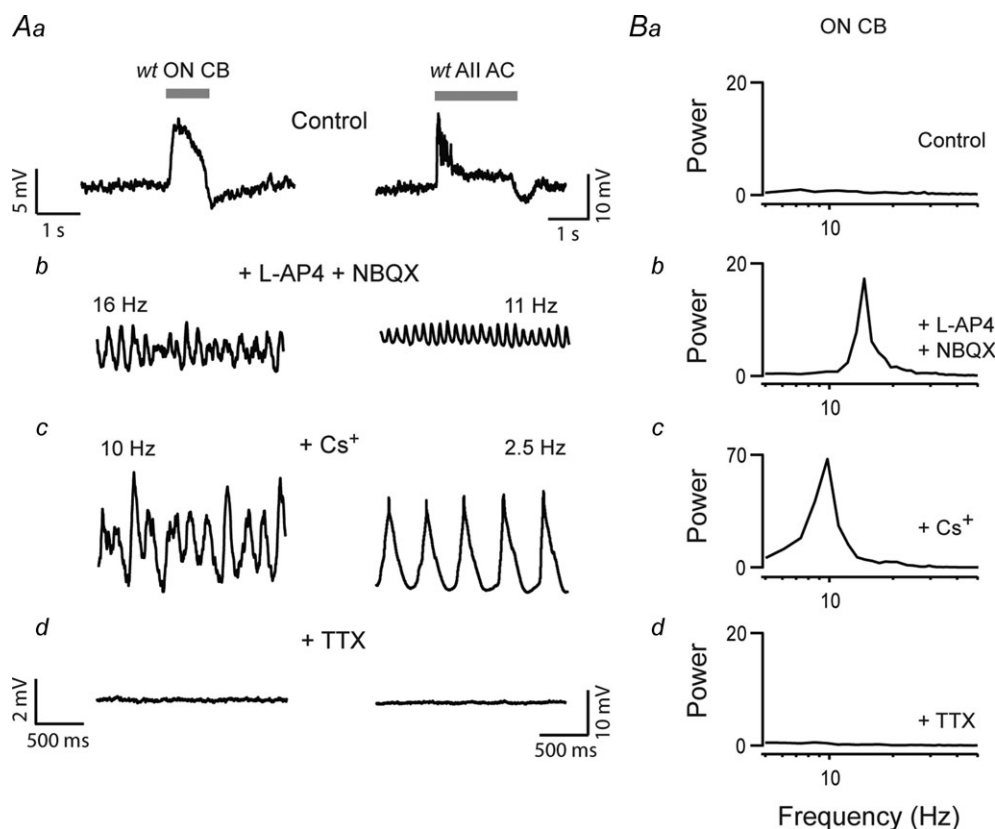 Aa
wt ON CB
wt AII AC
Control
5 mV
1 s
10 mV
1 s
b
+ L-AP4 + NBQX
16 Hz
11 Hz
c
+ Cs⁺
10 Hz
2.5 Hz
d
+ TTX
2 mV
500 ms
10 mV
500 ms
Ba
ON CB
20
Power
Control
0
10
b
20
Power
+ L-AP4
+ NBQX
0
10
c
70
Power
+ Cs⁺
0
10
d
20
Power
+ TTX
0
10
Frequency (Hz)